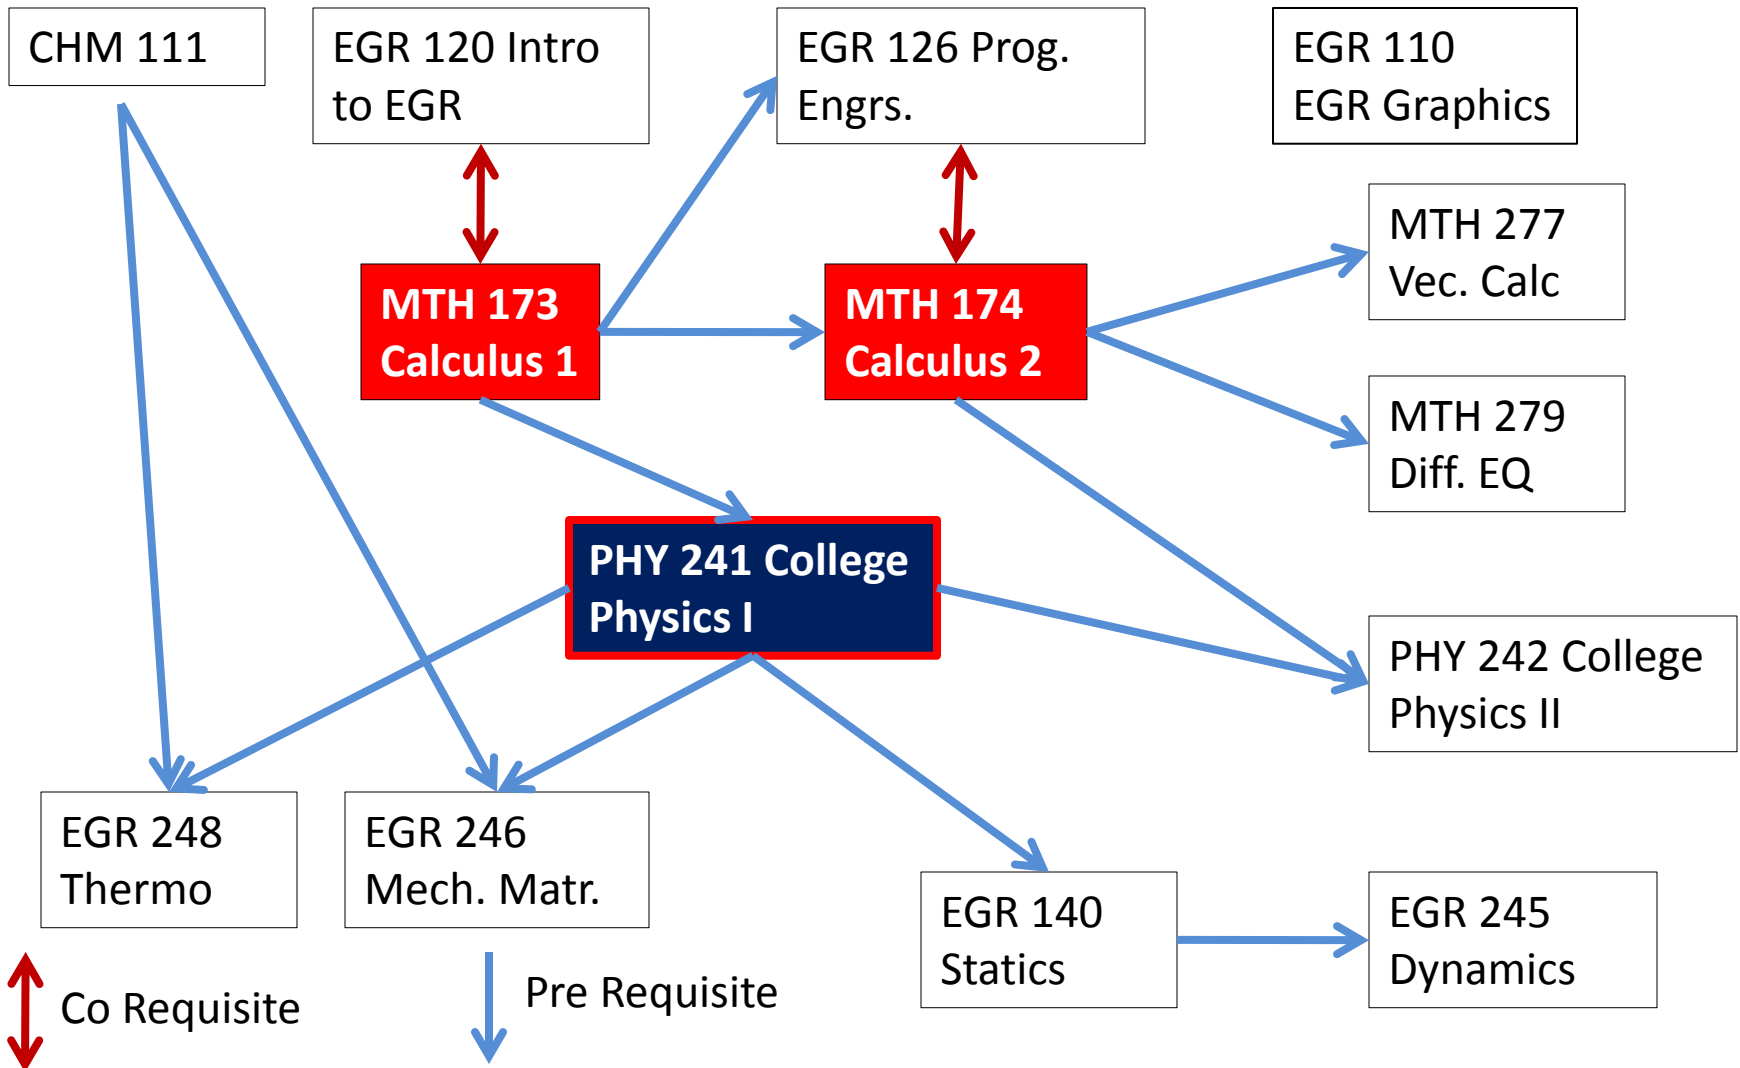 CHM 111
EGR 120 Intro
to EGR
EGR 126 Prog.
Engrs.
EGR 110
EGR Graphics
MTH 173
Calculus 1
MTH 174
Calculus 2
MTH 277
Vec. Calc
MTH 279
Diff. EQ
PHY 241 College
Physics I
PHY 242 College
Physics II
EGR 248
Thermo
EGR 246
Mech. Matr.
EGR 140
Statics
EGR 245
Dynamics
Co Requisite
Pre Requisite